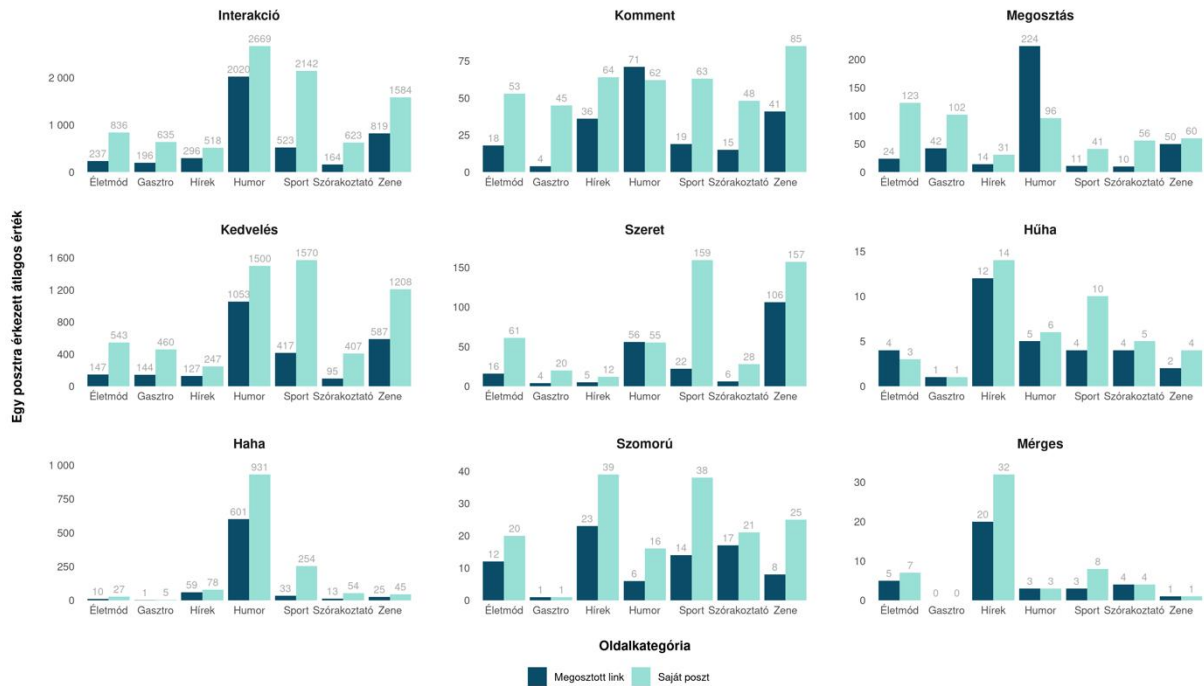 Interakció
Komment
Megosztás
Egy posztra érkezett átlagos érték
2 000
1 000
0
237 836 196 635 296 518 2020 2669 523 2142 164 623 819 1584
Életmód Gasztro Hírek Humor Sport Szórakoztató Zene
75
50
25
0
18 53 4 45 36 64 71 62 19 63 15 48 41 85
Életmód Gasztro Hírek Humor Sport Szórakoztató Zene
200
150
100
50
0
24 123 42 102 14 31 224 96 11 41 10 56 50 60
Életmód Gasztro Hírek Humor Sport Szórakoztató Zene
Kedvelés
Szeret
Hűha
1 600
1 200
800
400
0
147 543 144 460 127 247 1053 1500 417 1570 95 407 587 1208
Életmód Gasztro Hírek Humor Sport Szórakoztató Zene
150
100
50
0
16 61 4 20 5 12 56 55 22 159 6 28 106 157
Életmód Gasztro Hírek Humor Sport Szórakoztató Zene
15
10
5
0
4 3 1 1 12 14 5 6 4 10 4 5 2 4
Életmód Gasztro Hírek Humor Sport Szórakoztató Zene
Haha
Szomorú
Mérges
1 000
750
500
250
0
10 27 1 5 59 78 601 931 33 254 13 54 25 45
Életmód Gasztro Hírek Humor Sport Szórakoztató Zene
40
30
20
10
0
12 20 1 1 23 39 6 16 14 38 17 21 8 25
Életmód Gasztro Hírek Humor Sport Szórakoztató Zene
30
20
10
0
5 7 0 0 20 32 3 3 3 8 4 4 1 1
Életmód Gasztro Hírek Humor Sport Szórakoztató Zene
Oldalkategória
Megosztott link Saját poszt